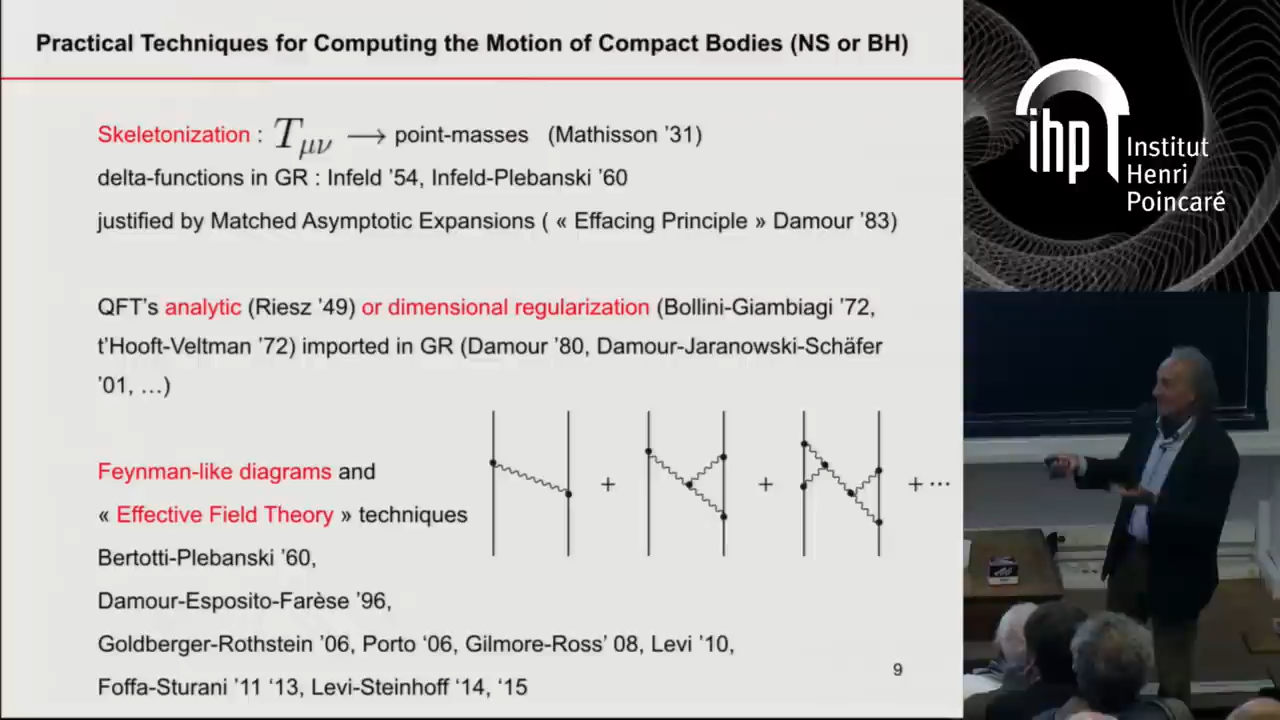 Practical Techniques for Computing the Motion of Compact Bodies (NS or BH)
Skeletonization : T_{μν} ⟶ point-masses (Mathisson '31)
delta-functions in GR : Infeld '54, Infeld-Plebanski '60
justified by Matched Asymptotic Expansions ( « Effacing Principle » Damour '83)
QFT's analytic (Riesz '49) or dimensional regularization (Bollini-Giambiagi '72,
t'Hooft-Veltman '72) imported in GR (Damour '80, Damour-Jaranowski-Schäfer
'01, …)
Feynman-like diagrams and
« Effective Field Theory » techniques
Bertotti-Plebanski '60,
Damour-Esposito-Farèse '96,
Goldberger-Rothstein '06, Porto '06, Gilmore-Ross' 08, Levi '10,
Foffa-Sturani '11 '13, Levi-Steinhoff '14, '15
+ + + ···
9
ihp Institut
Henri
Poincaré